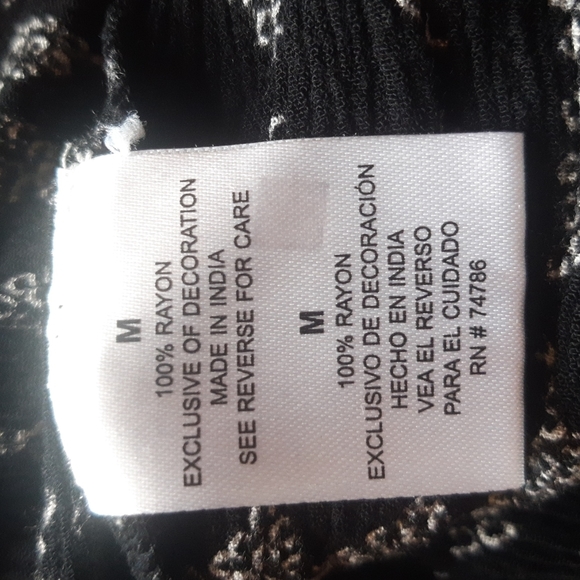 M
100% RAYON
EXCLUSIVE OF DECORATION
MADE IN INDIA
SEE REVERSE FOR CARE
M
100% RAYON
EXCLUSIVO DE DECORACIÓN
HECHO EN INDIA
VEA EL REVERSO
PARA EL CUIDADO
RN # 74786